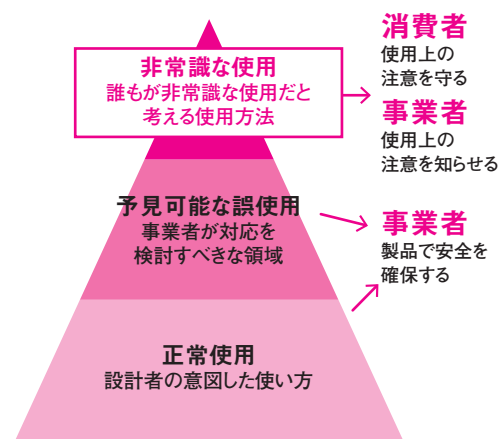 非常識な使用
誰もが非常識な使用だと
考える使用方法
消費者
使用上の
注意を守る
事業者
使用上の
注意を知らせる
予見可能な誤使用
事業者が対応を
検討すべきな領域
事業者
製品で安全を
確保する
正常使用
設計者の意図した使い方